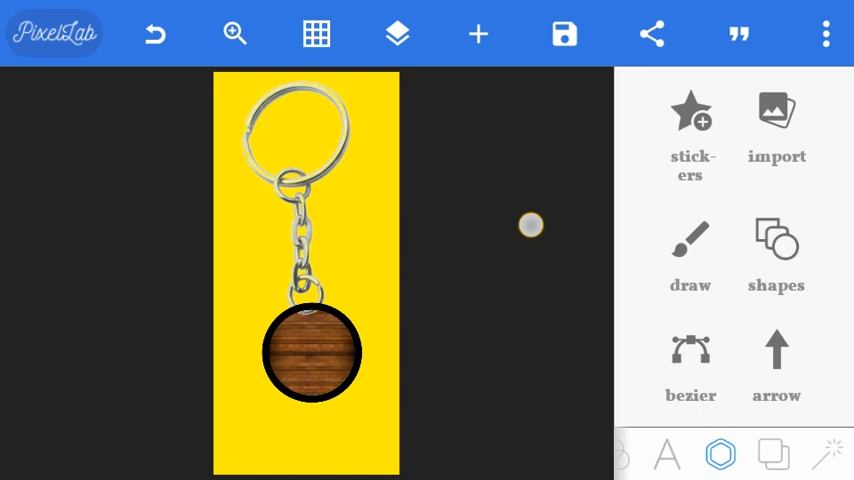 PixelLab
stick-
ers
import
draw
shapes
bezier
arrow